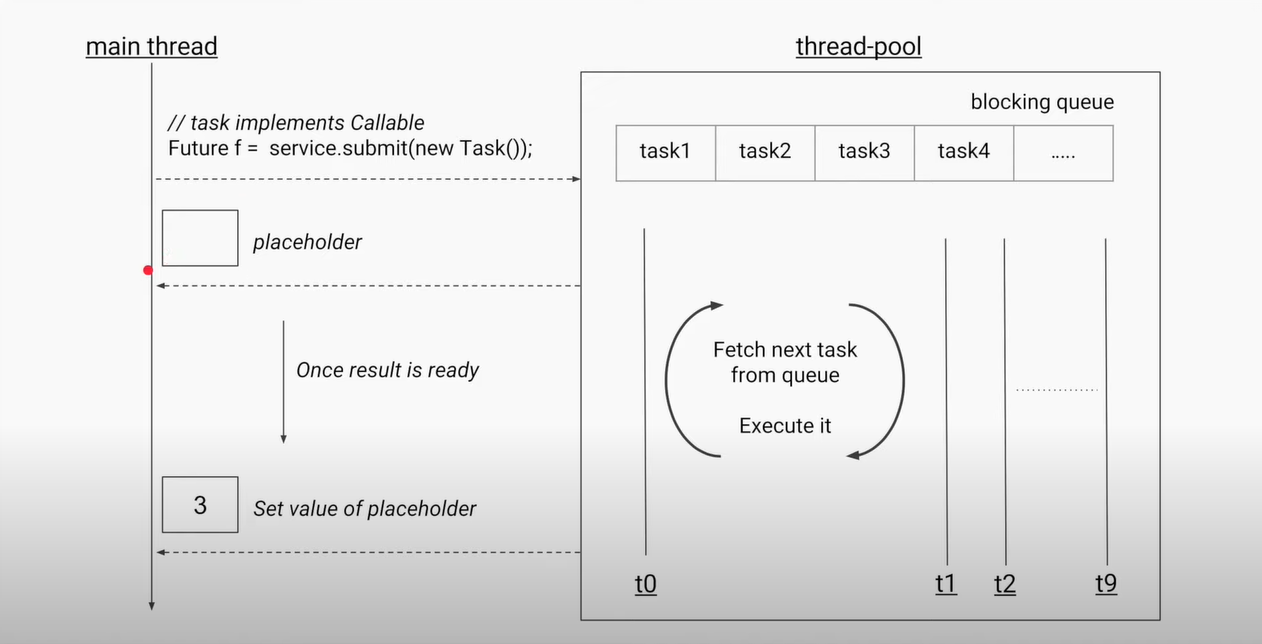 main thread
// task implements Callable
Future f =  service.submit(new Task());
placeholder
Once result is ready
3
Set value of placeholder
thread-pool
blocking queue
task1
task2
task3
task4
.....
Fetch next task
from queue
Execute it
t0
t1
t2
t9